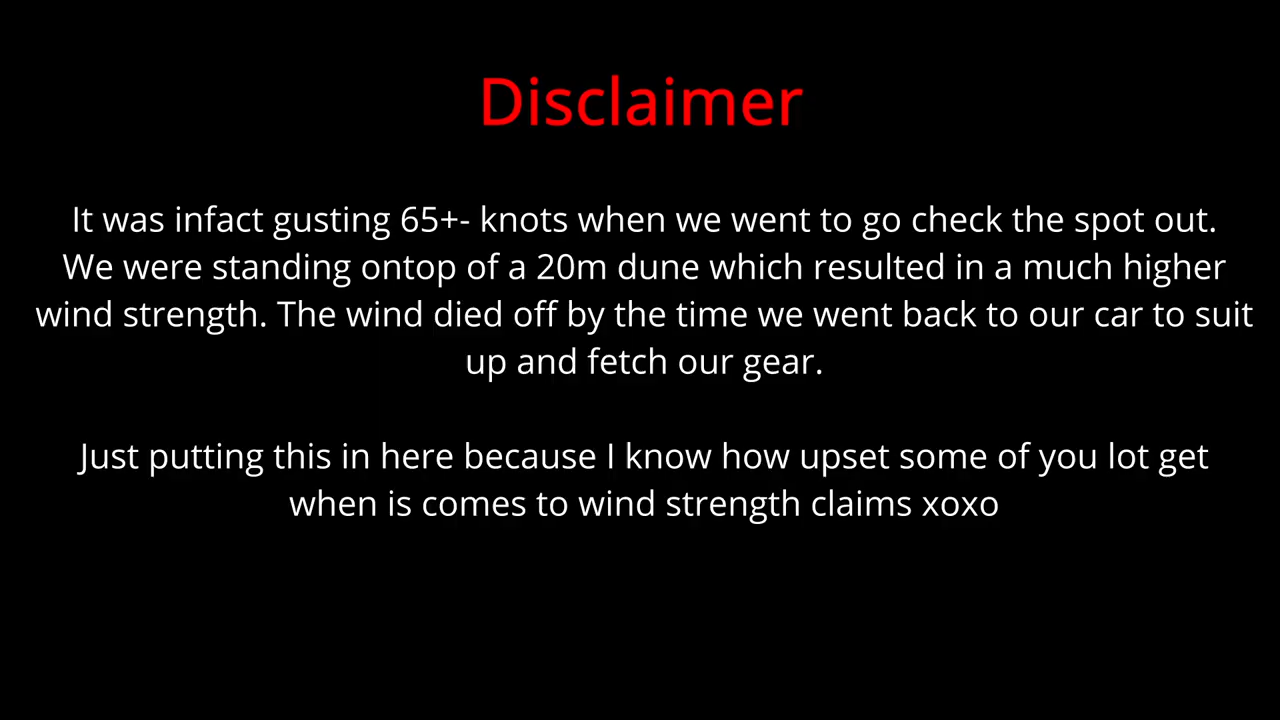 Disclaimer
It was infact gusting 65+- knots when we went to go check the spot out.
We were standing ontop of a 20m dune which resulted in a much higher
wind strength. The wind died off by the time we went back to our car to suit
up and fetch our gear.
Just putting this in here because I know how upset some of you lot get
when is comes to wind strength claims xoxo